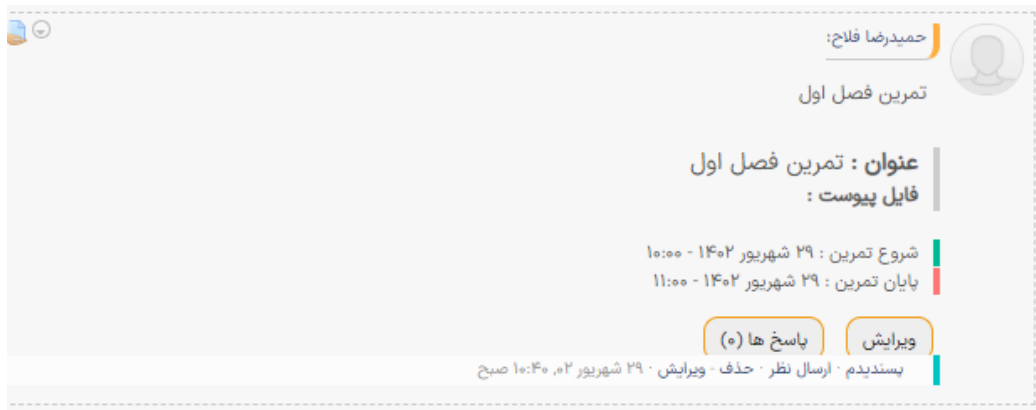 حمیدرضا فلاح:
تمرین فصل اول
عنوان : تمرین فصل اول
فایل پیوست :
شروع تمرین : ۲۹ شهریور ۱۴۰۲ - ۱۰:۰۰
پایان تمرین : ۲۹ شهریور ۱۴۰۲ - ۱۱:۰۰
ویرایش پاسخ ها (۰)
پسندیدم · ارسال نظر · حذف - ویرایش · ۲۹ شهریور ۰۲, ۱۰:۴۰ صبح